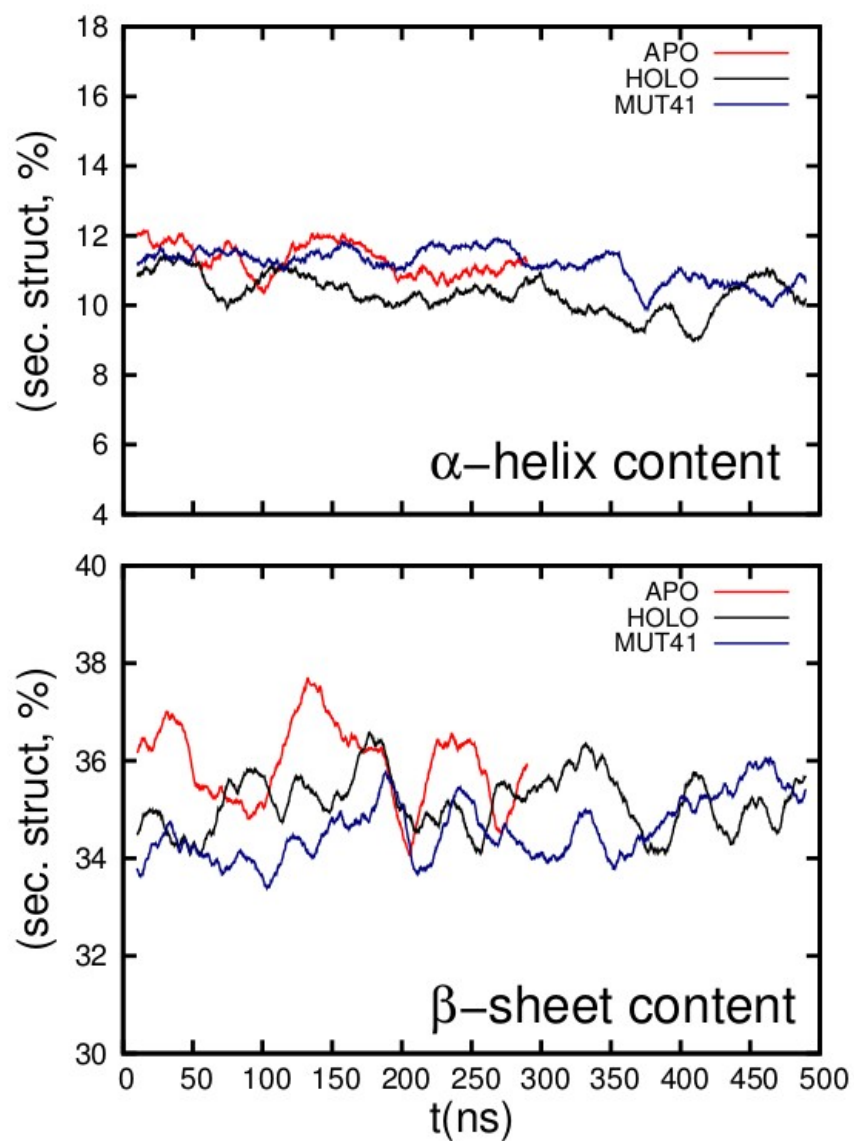 18
16
14
12
10
8
6
4
(sec. struct, %)
APO
HOLO
MUT41
α−helix content
40
38
36
34
32
30
(sec. struct, %)
APO
HOLO
MUT41
β−sheet content
0 50 100 150 200 250 300 350 400 450 500
t(ns)